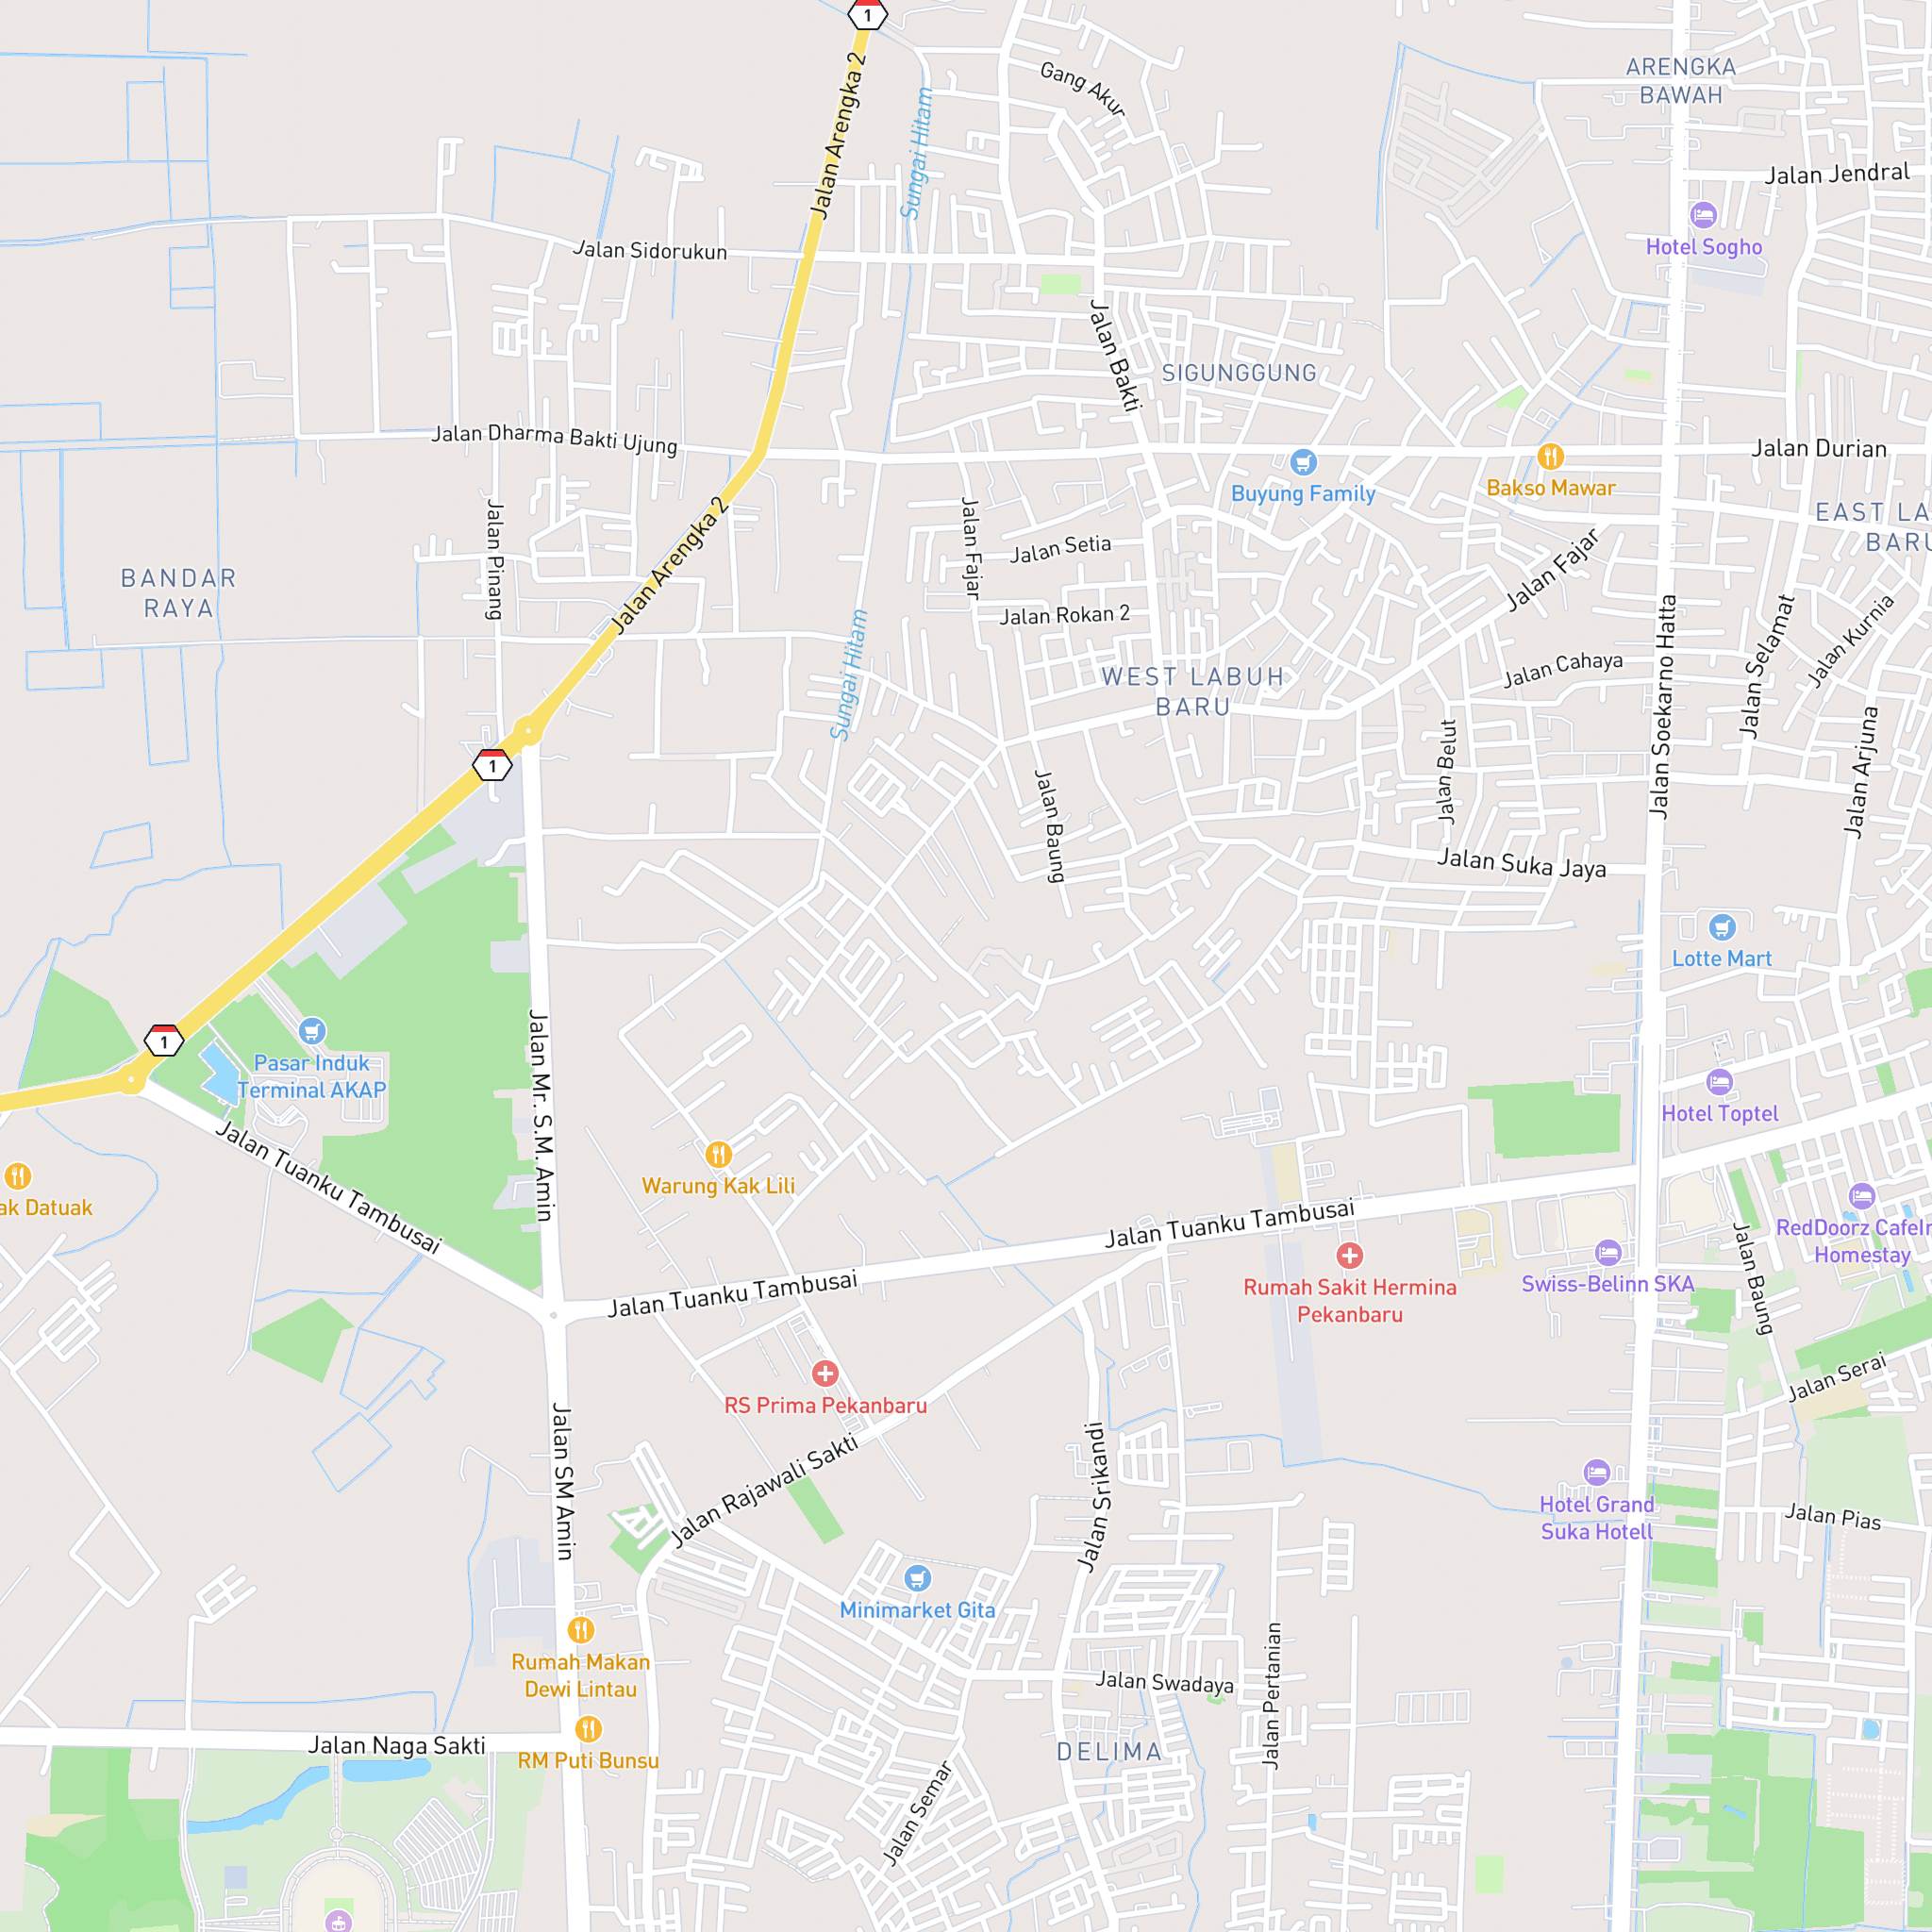 1
Jalan Arengka 2
Sungai Hitam
Gang Akur
ARENGKA
BAWAH
Jalan Jendral
Hotel Sogho
Jalan Sidorukun
Jalan Bakti
SIGUNGGUNG
Jalan Dharma Bakti Ujung
Buyung Family
Bakso Mawar
Jalan Durian
EAST LA
BARU
Jalan Pinang
Jalan Arengka 2
Jalan Fajar
Jalan Setia
Jalan Rokan 2
Jalan Fajar
BANDAR
RAYA
Sungai Hitam
WEST LABUH
BARU
Jalan Cahaya
Jalan Soekarno Hatta
Jalan Selamat
Jalan Kurnia
1
Jalan Baung
Jalan Belut
Jalan Arjuna
Jalan Suka Jaya
Lotte Mart
1
Pasar Induk
Terminal AKAP
Jalan Mr. S.M. Amin
Hotel Toptel
Jalan Tuanku Tambusai
ak Datuak
Warung Kak Lili
Jalan Tuanku Tambusai
Jalan Tuanku Tambusai
Rumah Sakit Hermina
Pekanbaru
Swiss-Belinn SKA
Jalan Baung
RedDoorz CafeIn
Homestay
RS Prima Pekanbaru
Jalan Serai
Jalan SM Amin
Jalan Rajawali Sakti
Jalan Srikandi
Hotel Grand
Suka Hotell
Jalan Pias
Minimarket Gita
Rumah Makan
Dewi Lintau
Jalan Swadaya
Jalan Pertanian
Jalan Naga Sakti
RM Puti Bunsu
DELIMA
Jalan Semar